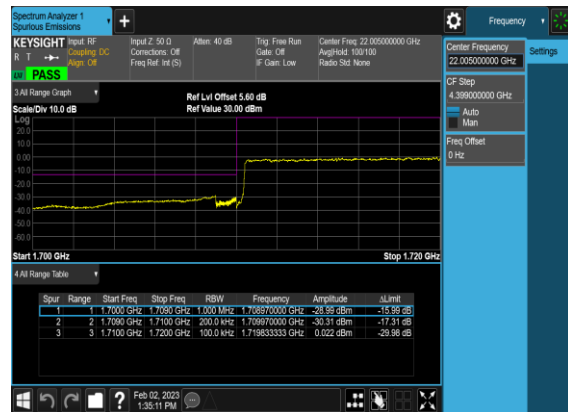 Spectrum Analyzer 1
Spurious Emissions
Frequency
KEYSIGHT
R T
LW
PASS
Input: RF
Coupling: DC
Align: Off
Input Z: 50 Ω
Corrections: Off
Freq Ref: Int (S)
Atten: 40 dB
Trig: Free Run
Gate: Off
IF Gain: Low
Center Freq: 22.005000000 GHz
Avg|Hold: 100/100
Radio Std: None
Center Frequency
22.005000000 GHz
Settings
CF Step
4.399000000 GHz
Auto
Man
Freq Offset
0 Hz
3 All Range Graph
Scale/Div 10.0 dB
Ref Lvl Offset 5.60 dB
Ref Value 30.00 dBm
Log
20.0
10.0
0.00
-10.0
-20.0
-30.0
-40.0
-50.0
-60.0
Start 1.700 GHz
Stop 1.720 GHz
4 All Range Table
Spur Range Start Freq Stop Freq RBW Frequency Amplitude ΔLimit
1 1 1.7000 GHz 1.7090 GHz 1.000 MHz 1.708970000 GHz -28.99 dBm -15.99 dB
2 2 1.7090 GHz 1.7100 GHz 200.0 kHz 1.709970000 GHz -30.31 dBm -17.31 dB
3 3 1.7100 GHz 1.7200 GHz 100.0 kHz 1.719833333 GHz 0.022 dBm -29.98 dB
?
Feb 02, 2023
1:35:11 PM